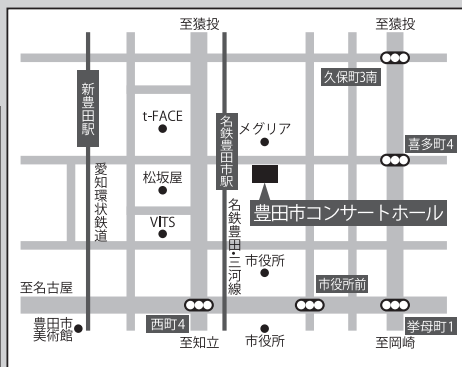 至猿投
至猿投
久保町3南
新豊田駅
t-FACE
名鉄豊田市駅
メグリア
喜多町4
愛知環状鉄道
松坂屋
豊田市コンサートホール
VITS
名鉄豊田・三河線
市役所
至名古屋
市役所前
豊田市
美術館
西町4
挙母町1
至知立
市役所
至岡崎